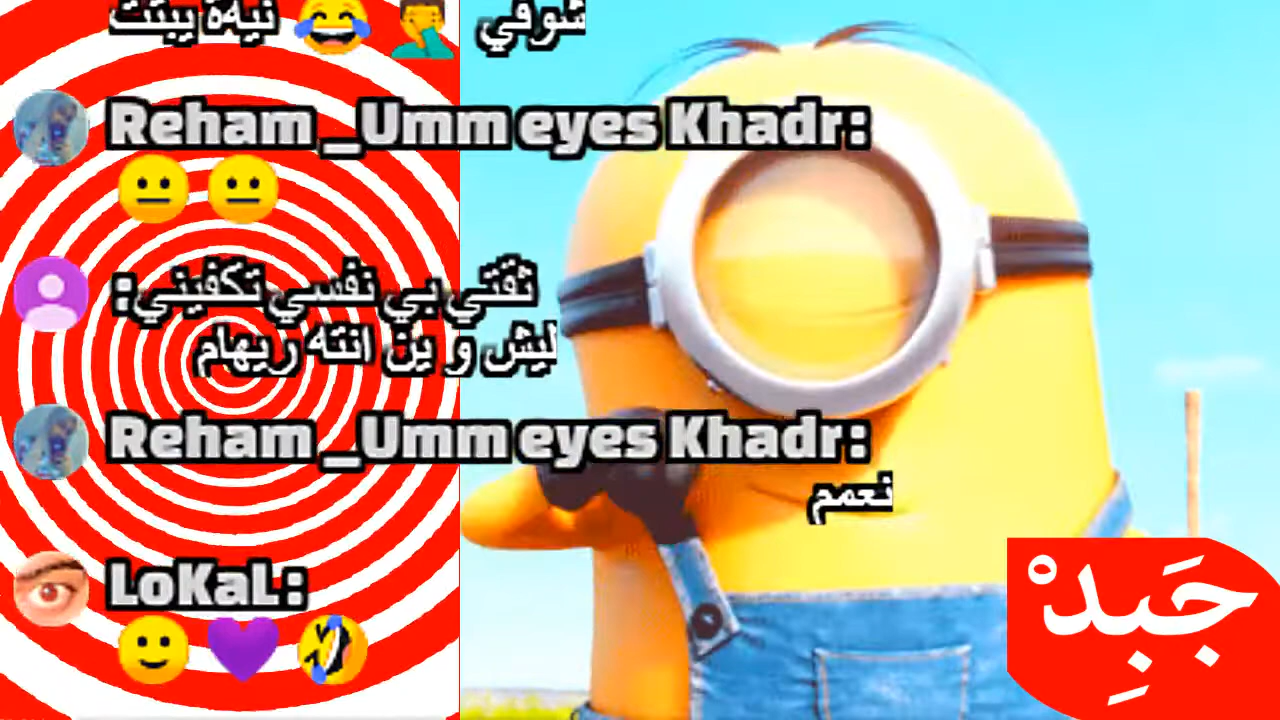 شوفي 🤦‍♂️😂 نيهة يبتت
Reham _Umm eyes Khadr:
😐 😐
ثقتي بي نفسي تكفيني:
ليش و ين انته ريهام
Reham _Umm eyes Khadr:
نعمم
LoKaL:
🙂 💜 🤣
جَبِدْ